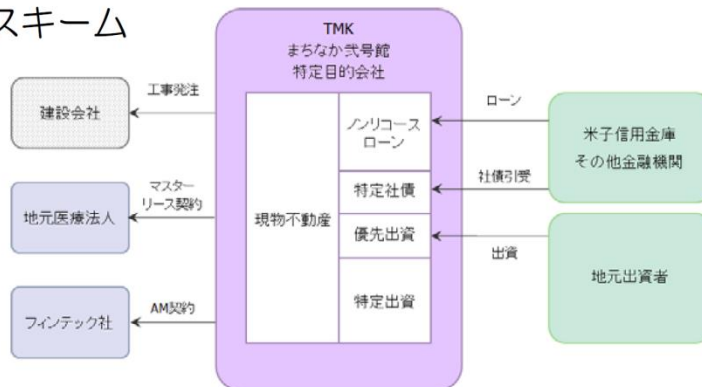 スキーム
TMK
まちなか弐号館
特定目的会社
建設会社
工事発注
地元医療法人
マスター
リース契約
フィンテック社
AM契約
現物不動産
ノンリコース
ローン
特定社債
優先出資
特定出資
ローン
社債引受
出資
米子信用金庫
その他金融機関
地元出資者